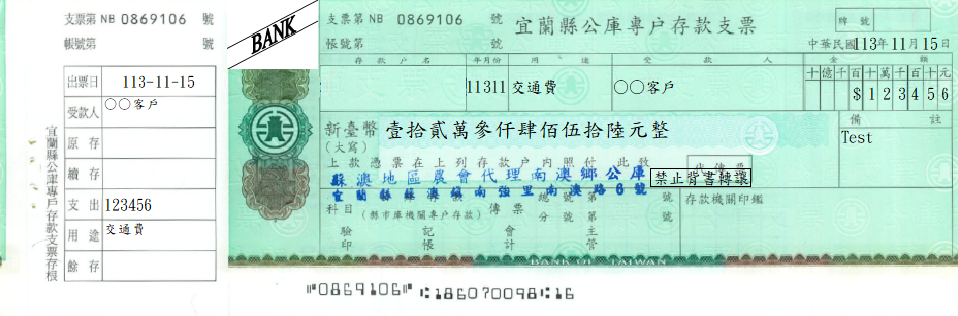 支票第 NB 0869106 號
帳號第 號
出票日 113-11-15
受款人 〇〇客戶
原存
續存
支出 123456
用途 交通費
餘存
宜蘭縣公庫專戶存款支票存根
BANK
支票第 NB 0869106 號
帳號第 號
宜蘭縣公庫專戶存款支票
牌號
中華民國113年11月15日
存款戶名 年月份 用途 受款人 金額
十億千百十萬千百十元
11311 交通費 〇〇客戶 $123456
新臺幣 壹拾貳萬參仟肆佰伍拾陸元整
(大寫)
備註
Test
上款憑票在上列存款戶內照付 此致
代傳票
蘇澳地區農會代理南澳鄉公庫
禁止背書轉讓
宜蘭縣蘇澳鎮南強里南澳路6號
科目 (縣市庫機關專戶存款) 傳票 總號第 號
分號第 號
存款機關印鑑
驗印 記帳 會計 主管
BANK OF TAIWAN
⑈0869106⑈ ⑆186070098⑆16